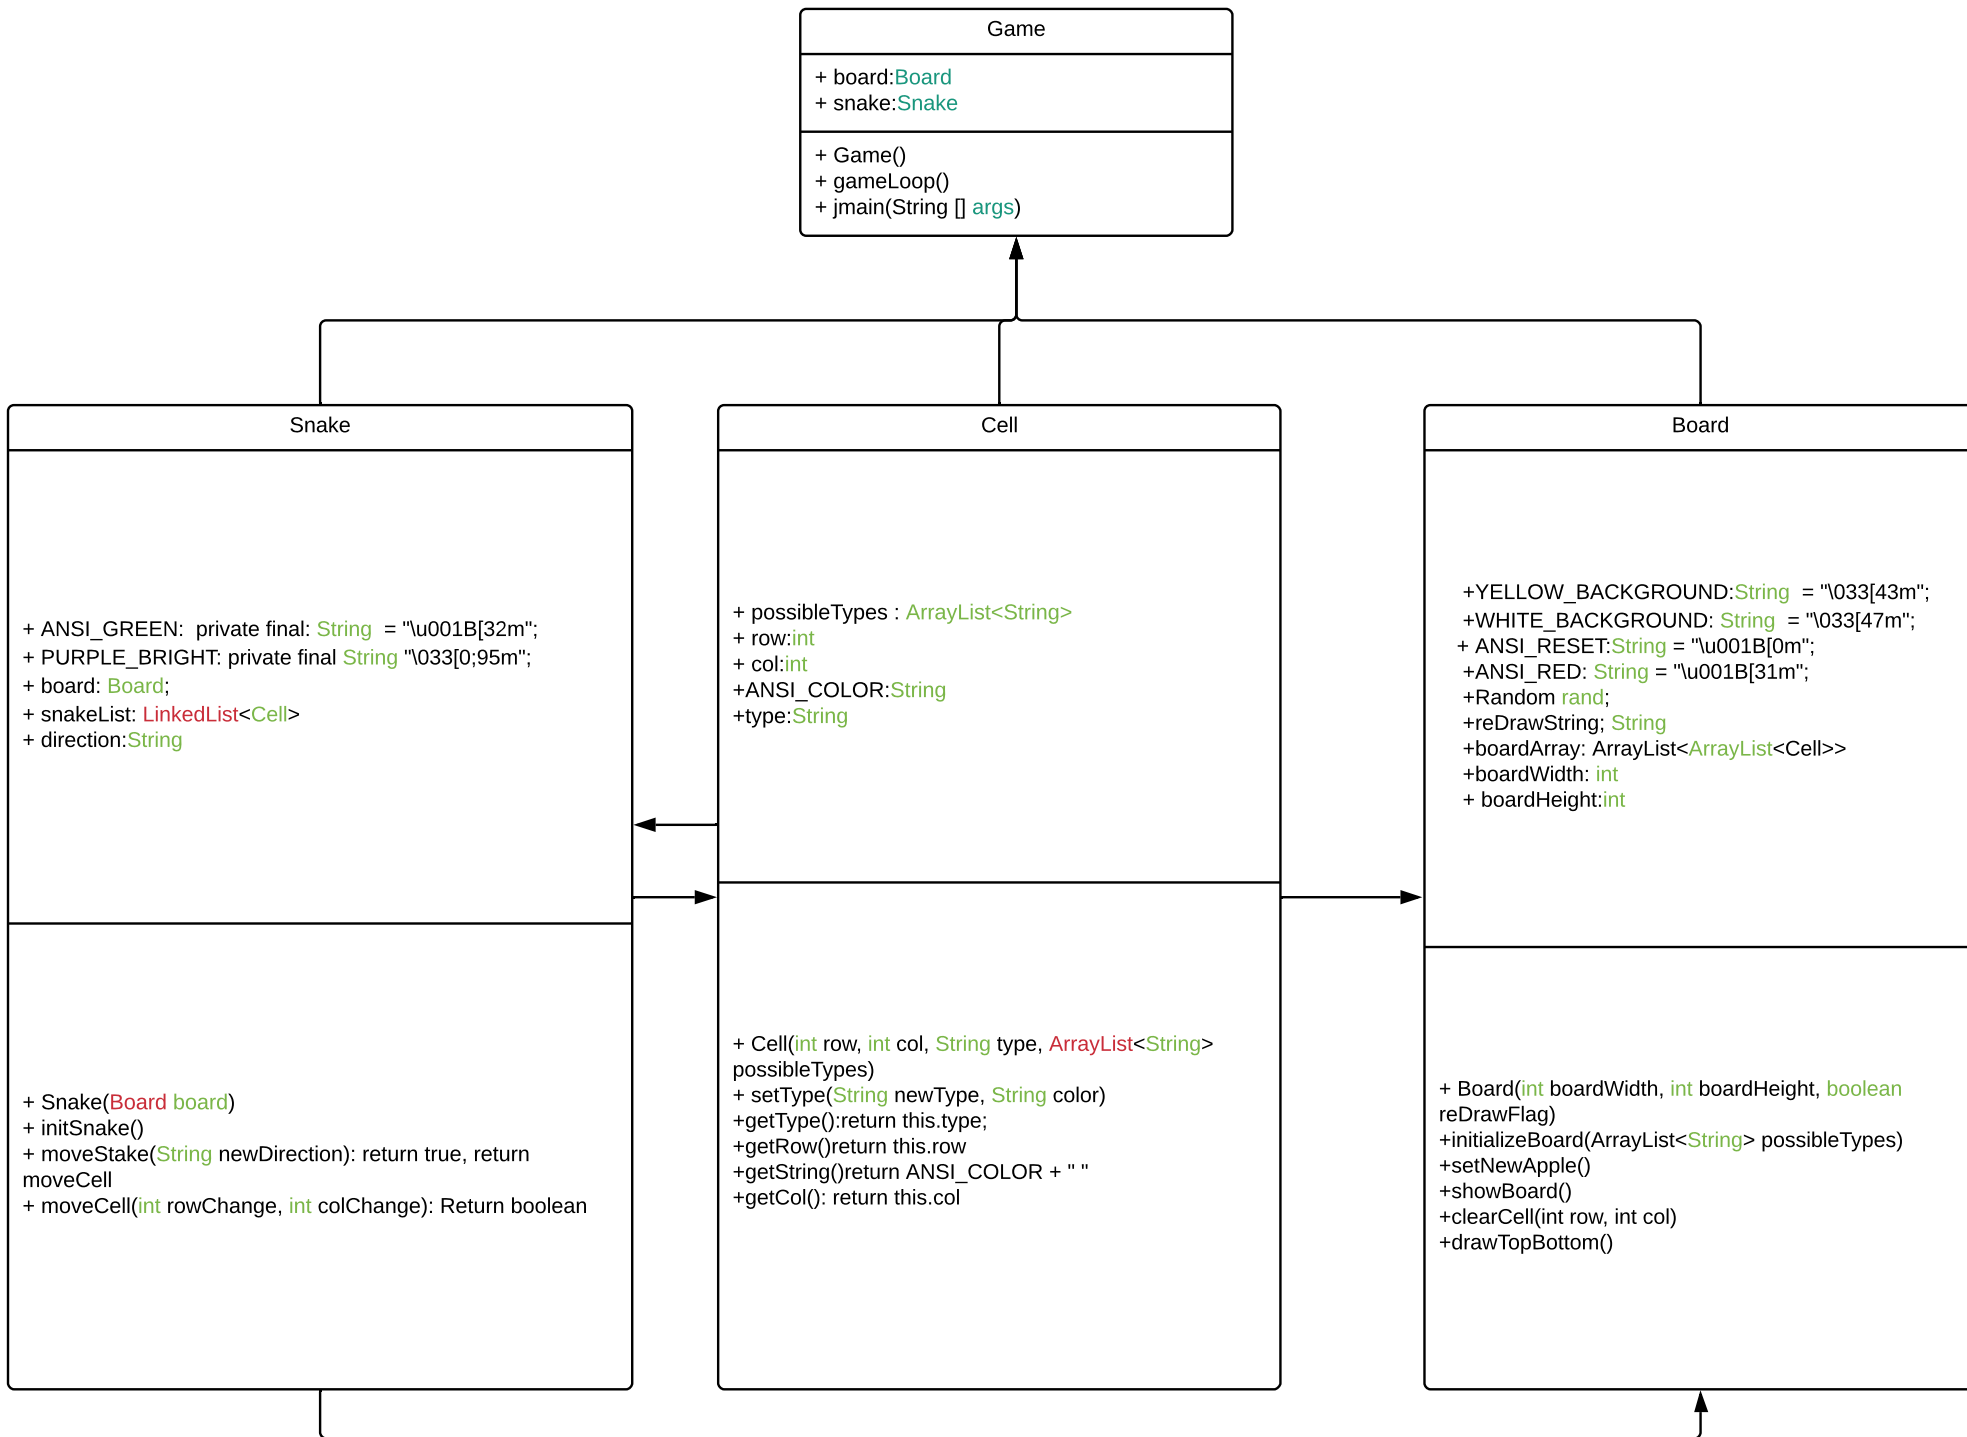 Game
+ board:Board
+ snake:Snake
+ Game()
+ gameLoop()
+ jmain(String [] args)
Snake
+ ANSI_GREEN:  private final: String  = "\u001B[32m";
+ PURPLE_BRIGHT: private final String "\033[0;95m";
+ board: Board;
+ snakeList: LinkedList<Cell>
+ direction:String
+ Snake(Board board)
+ initSnake()
+ moveStake(String newDirection): return true, return
moveCell
+ moveCell(int rowChange, int colChange): Return boolean
Cell
+ possibleTypes : ArrayList<String>
+ row:int
+ col:int
+ANSI_COLOR:String
+type:String
+ Cell(int row, int col, String type, ArrayList<String>
possibleTypes)
+ setType(String newType, String color)
+getType():return this.type;
+getRow()return this.row
+getString()return ANSI_COLOR + " "
+getCol(): return this.col
Board
+YELLOW_BACKGROUND:String  = "\033[43m";
+WHITE_BACKGROUND: String  = "\033[47m";
+ ANSI_RESET:String = "\u001B[0m";
+ANSI_RED: String = "\u001B[31m";
+Random rand;
+reDrawString; String
+boardArray: ArrayList<ArrayList<Cell>>
+boardWidth: int
+ boardHeight:int
+ Board(int boardWidth, int boardHeight, boolean
reDrawFlag)
+initializeBoard(ArrayList<String> possibleTypes)
+setNewApple()
+showBoard()
+clearCell(int row, int col)
+drawTopBottom()